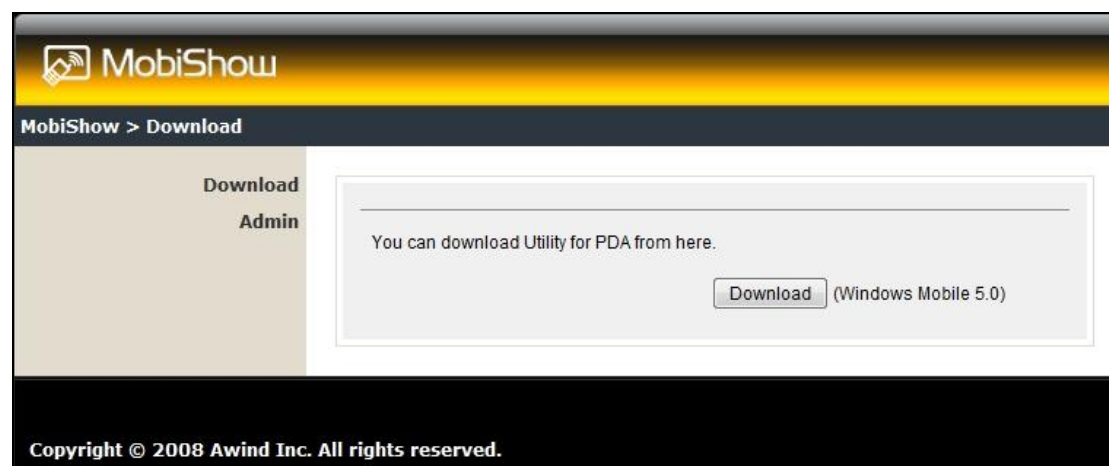 MobiShow
MobiShow > Download
Download
Admin
You can download Utility for PDA from here.
Download (Windows Mobile 5.0)
Copyright © 2008 Awind Inc. All rights reserved.